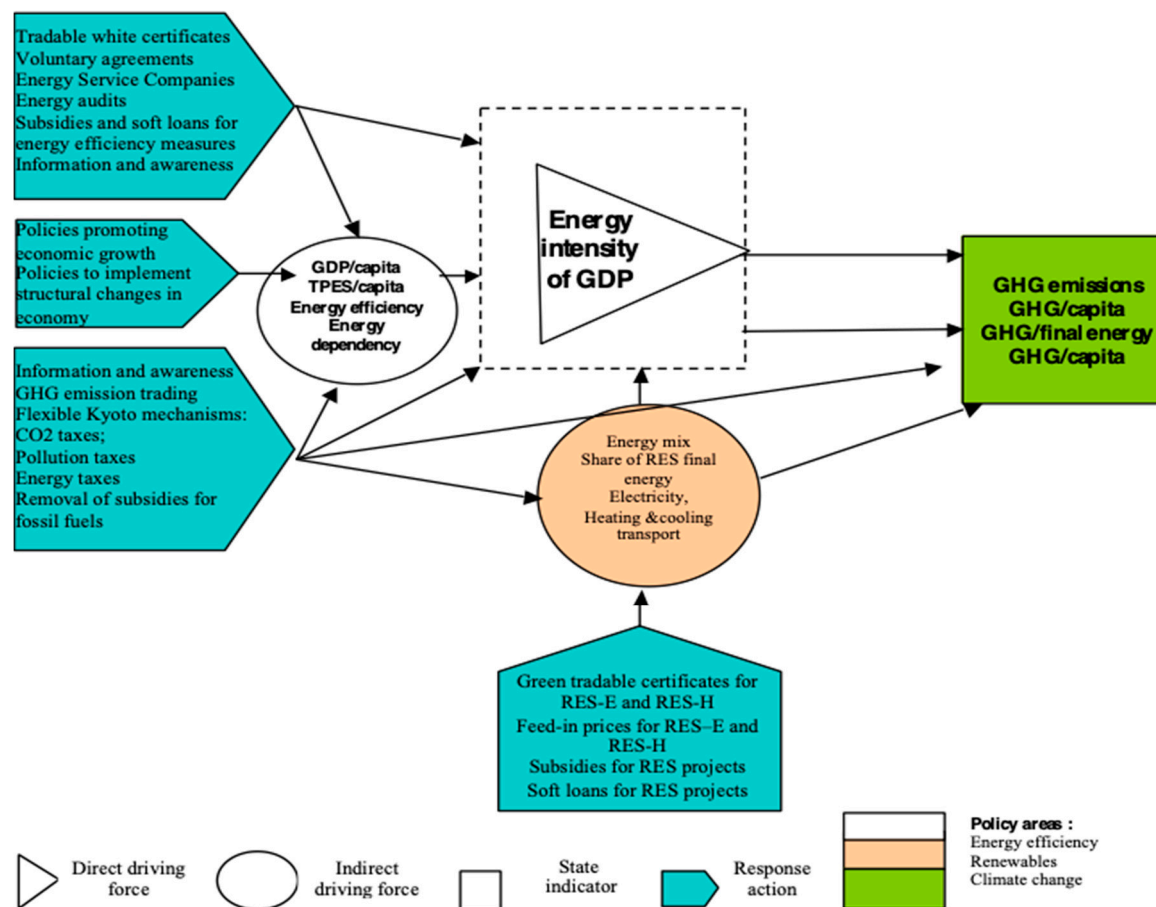 Tradable white certificates
Voluntary agreements
Energy Service Companies
Energy audits
Subsidies and soft loans for
energy efficiency measures
Information and awareness
Policies promoting
economic growth
Policies to implement
structural changes in
economy
GDP/capita
TPES/capita
Energy efficiency
Energy
dependency
Energy
intensity
of GDP
GHG emissions
GHG/capita
GHG/final energy
GHG/capita
Information and awareness
GHG emission trading
Flexible Kyoto mechanisms:
CO2 taxes;
Pollution taxes
Energy taxes
Removal of subsidies for
fossil fuels
Energy mix
Share of RES final
energy
Electricity,
Heating &cooling
transport
Green tradable certificates for
RES-E and RES-H
Feed-in prices for RES–E and
RES-H
Subsidies for RES projects
Soft loans for RES projects
Direct driving
force
Indirect
driving force
State
indicator
Response
action
Policy areas :
Energy efficiency
Renewables
Climate change